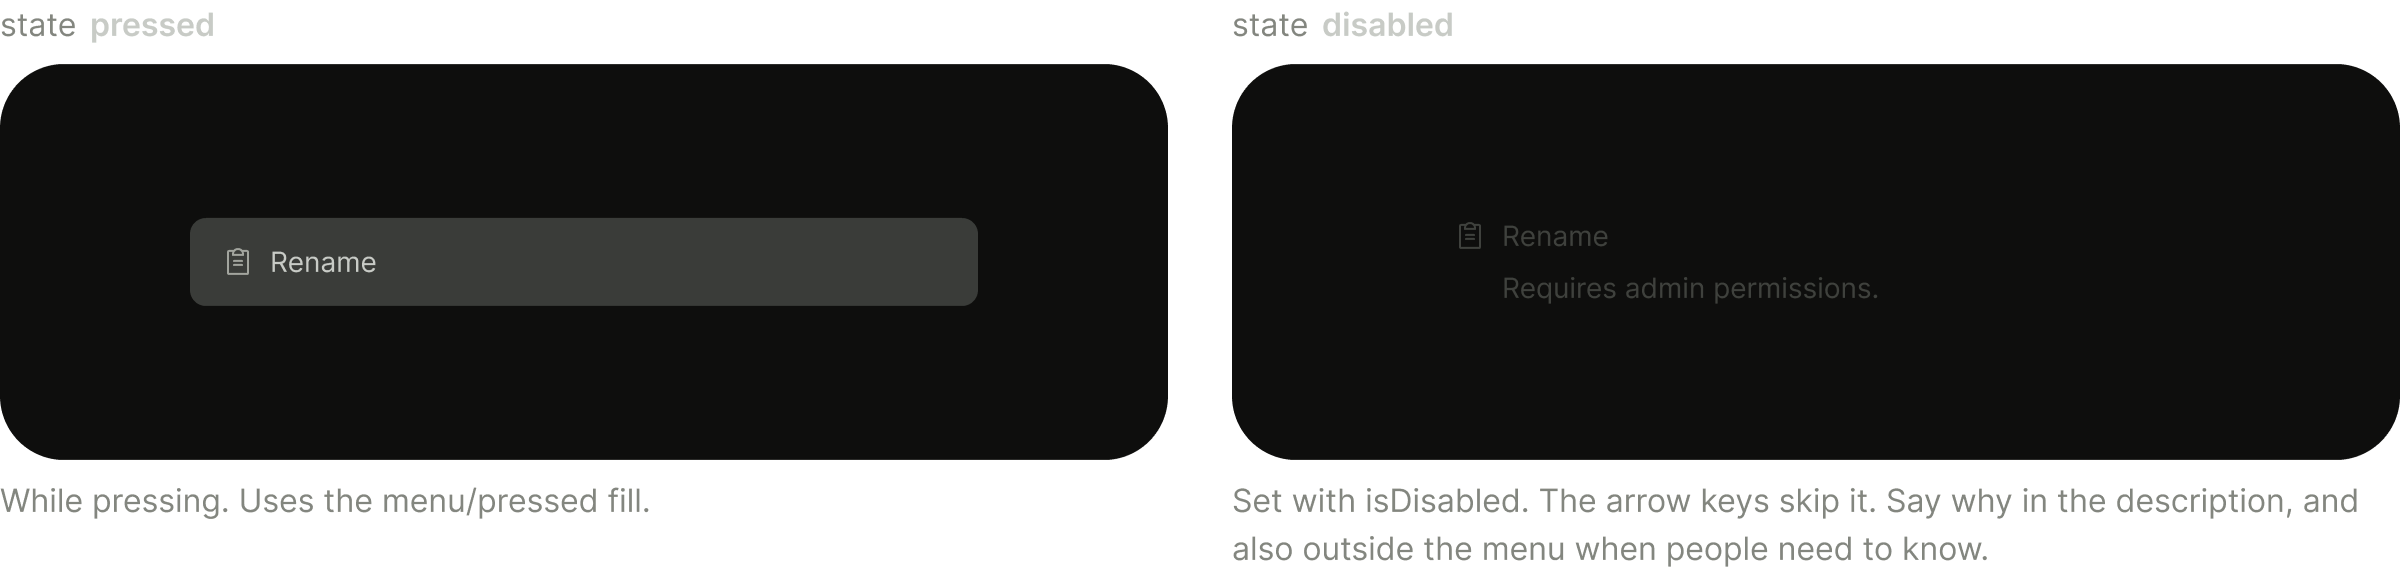 state pressed
Rename
While pressing. Uses the menu/pressed fill.
state disabled
Rename
Requires admin permissions.
Set with isDisabled. The arrow keys skip it. Say why in the description, and
also outside the menu when people need to know.